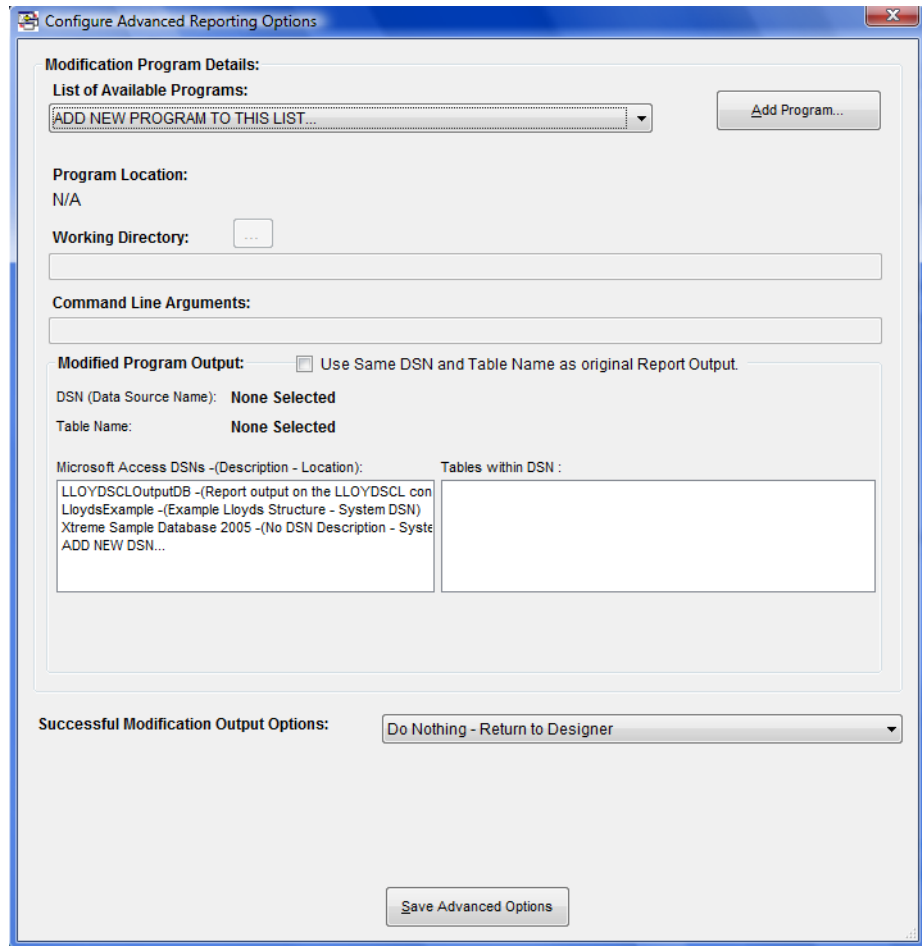 Configure Advanced Reporting Options
Modification Program Details:
List of Available Programs:
ADD NEW PROGRAM TO THIS LIST...
Add Program...
Program Location:
N/A
Working Directory:
...
Command Line Arguments:
Modified Program Output:
Use Same DSN and Table Name as original Report Output.
DSN (Data Source Name): None Selected
Table Name: None Selected
Microsoft Access DSNs -(Description - Location):
LLOYDSCLOutputDB -(Report output on the LLOYDSCL con
LloydsExample -(Example Lloyds Structure - System DSN)
Xtreme Sample Database 2005 -(No DSN Description - Syste
ADD NEW DSN...
Tables within DSN :
Successful Modification Output Options:
Do Nothing - Return to Designer
Save Advanced Options